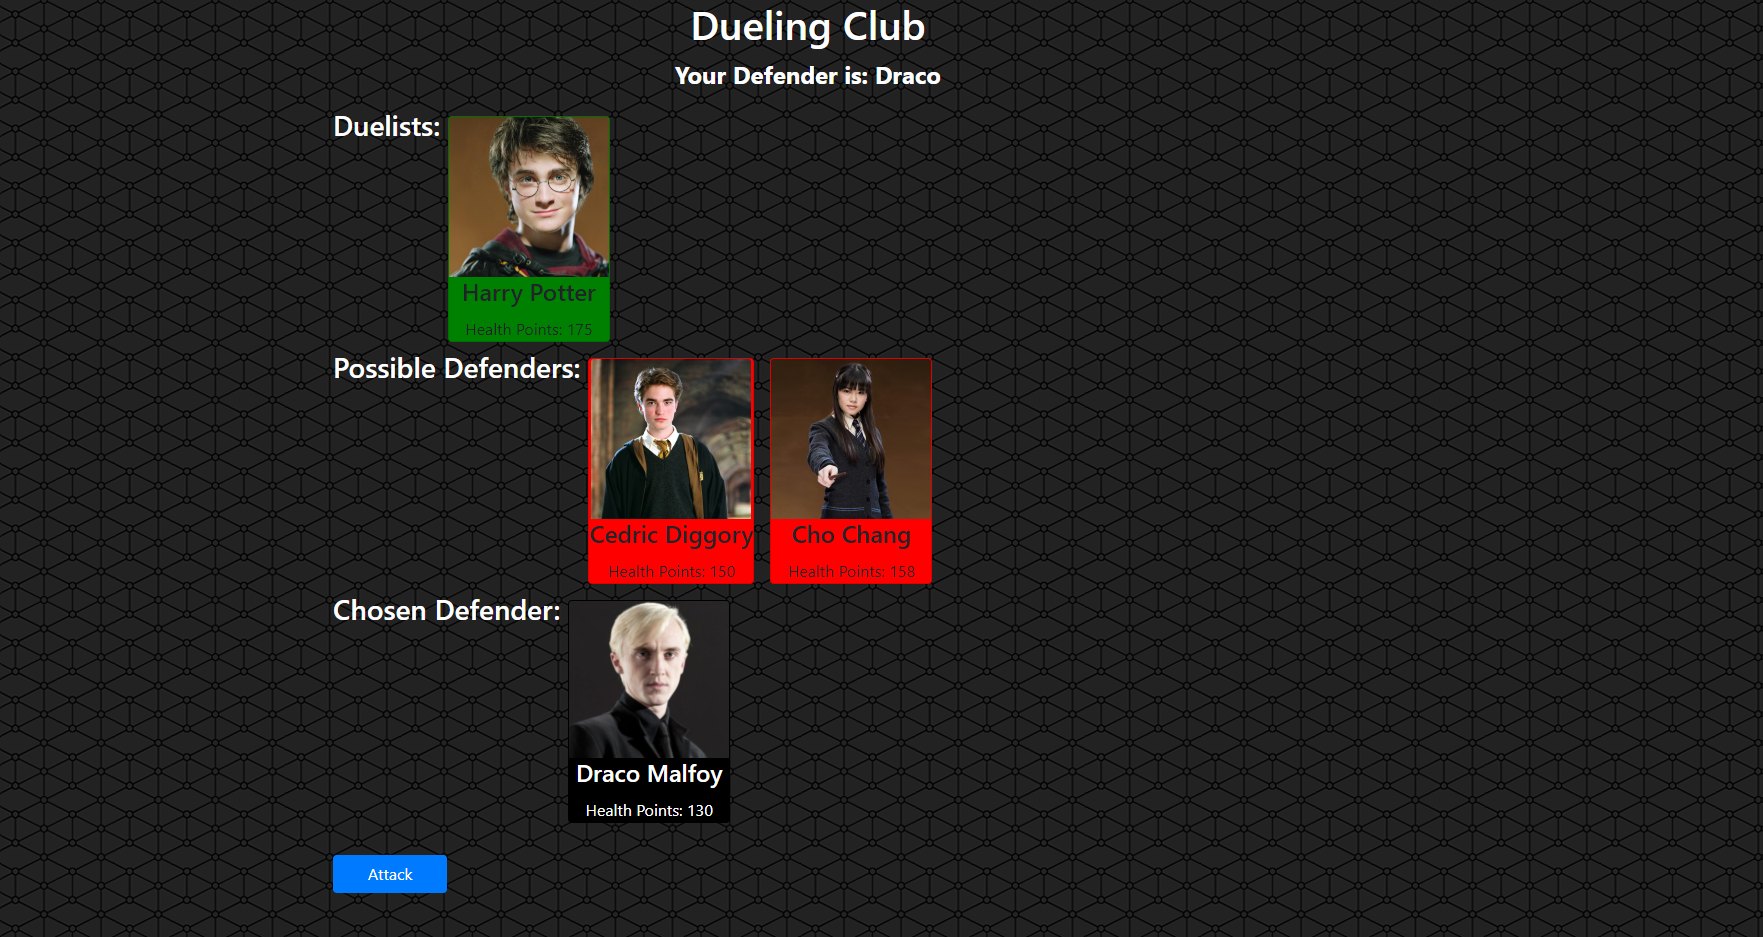 Dueling Club
Your Defender is: Draco
Duelists:
Harry Potter
Health Points: 175
Possible Defenders:
Cedric Diggory
Health Points: 150
Cho Chang
Health Points: 158
Chosen Defender:
Draco Malfoy
Health Points: 130
Attack